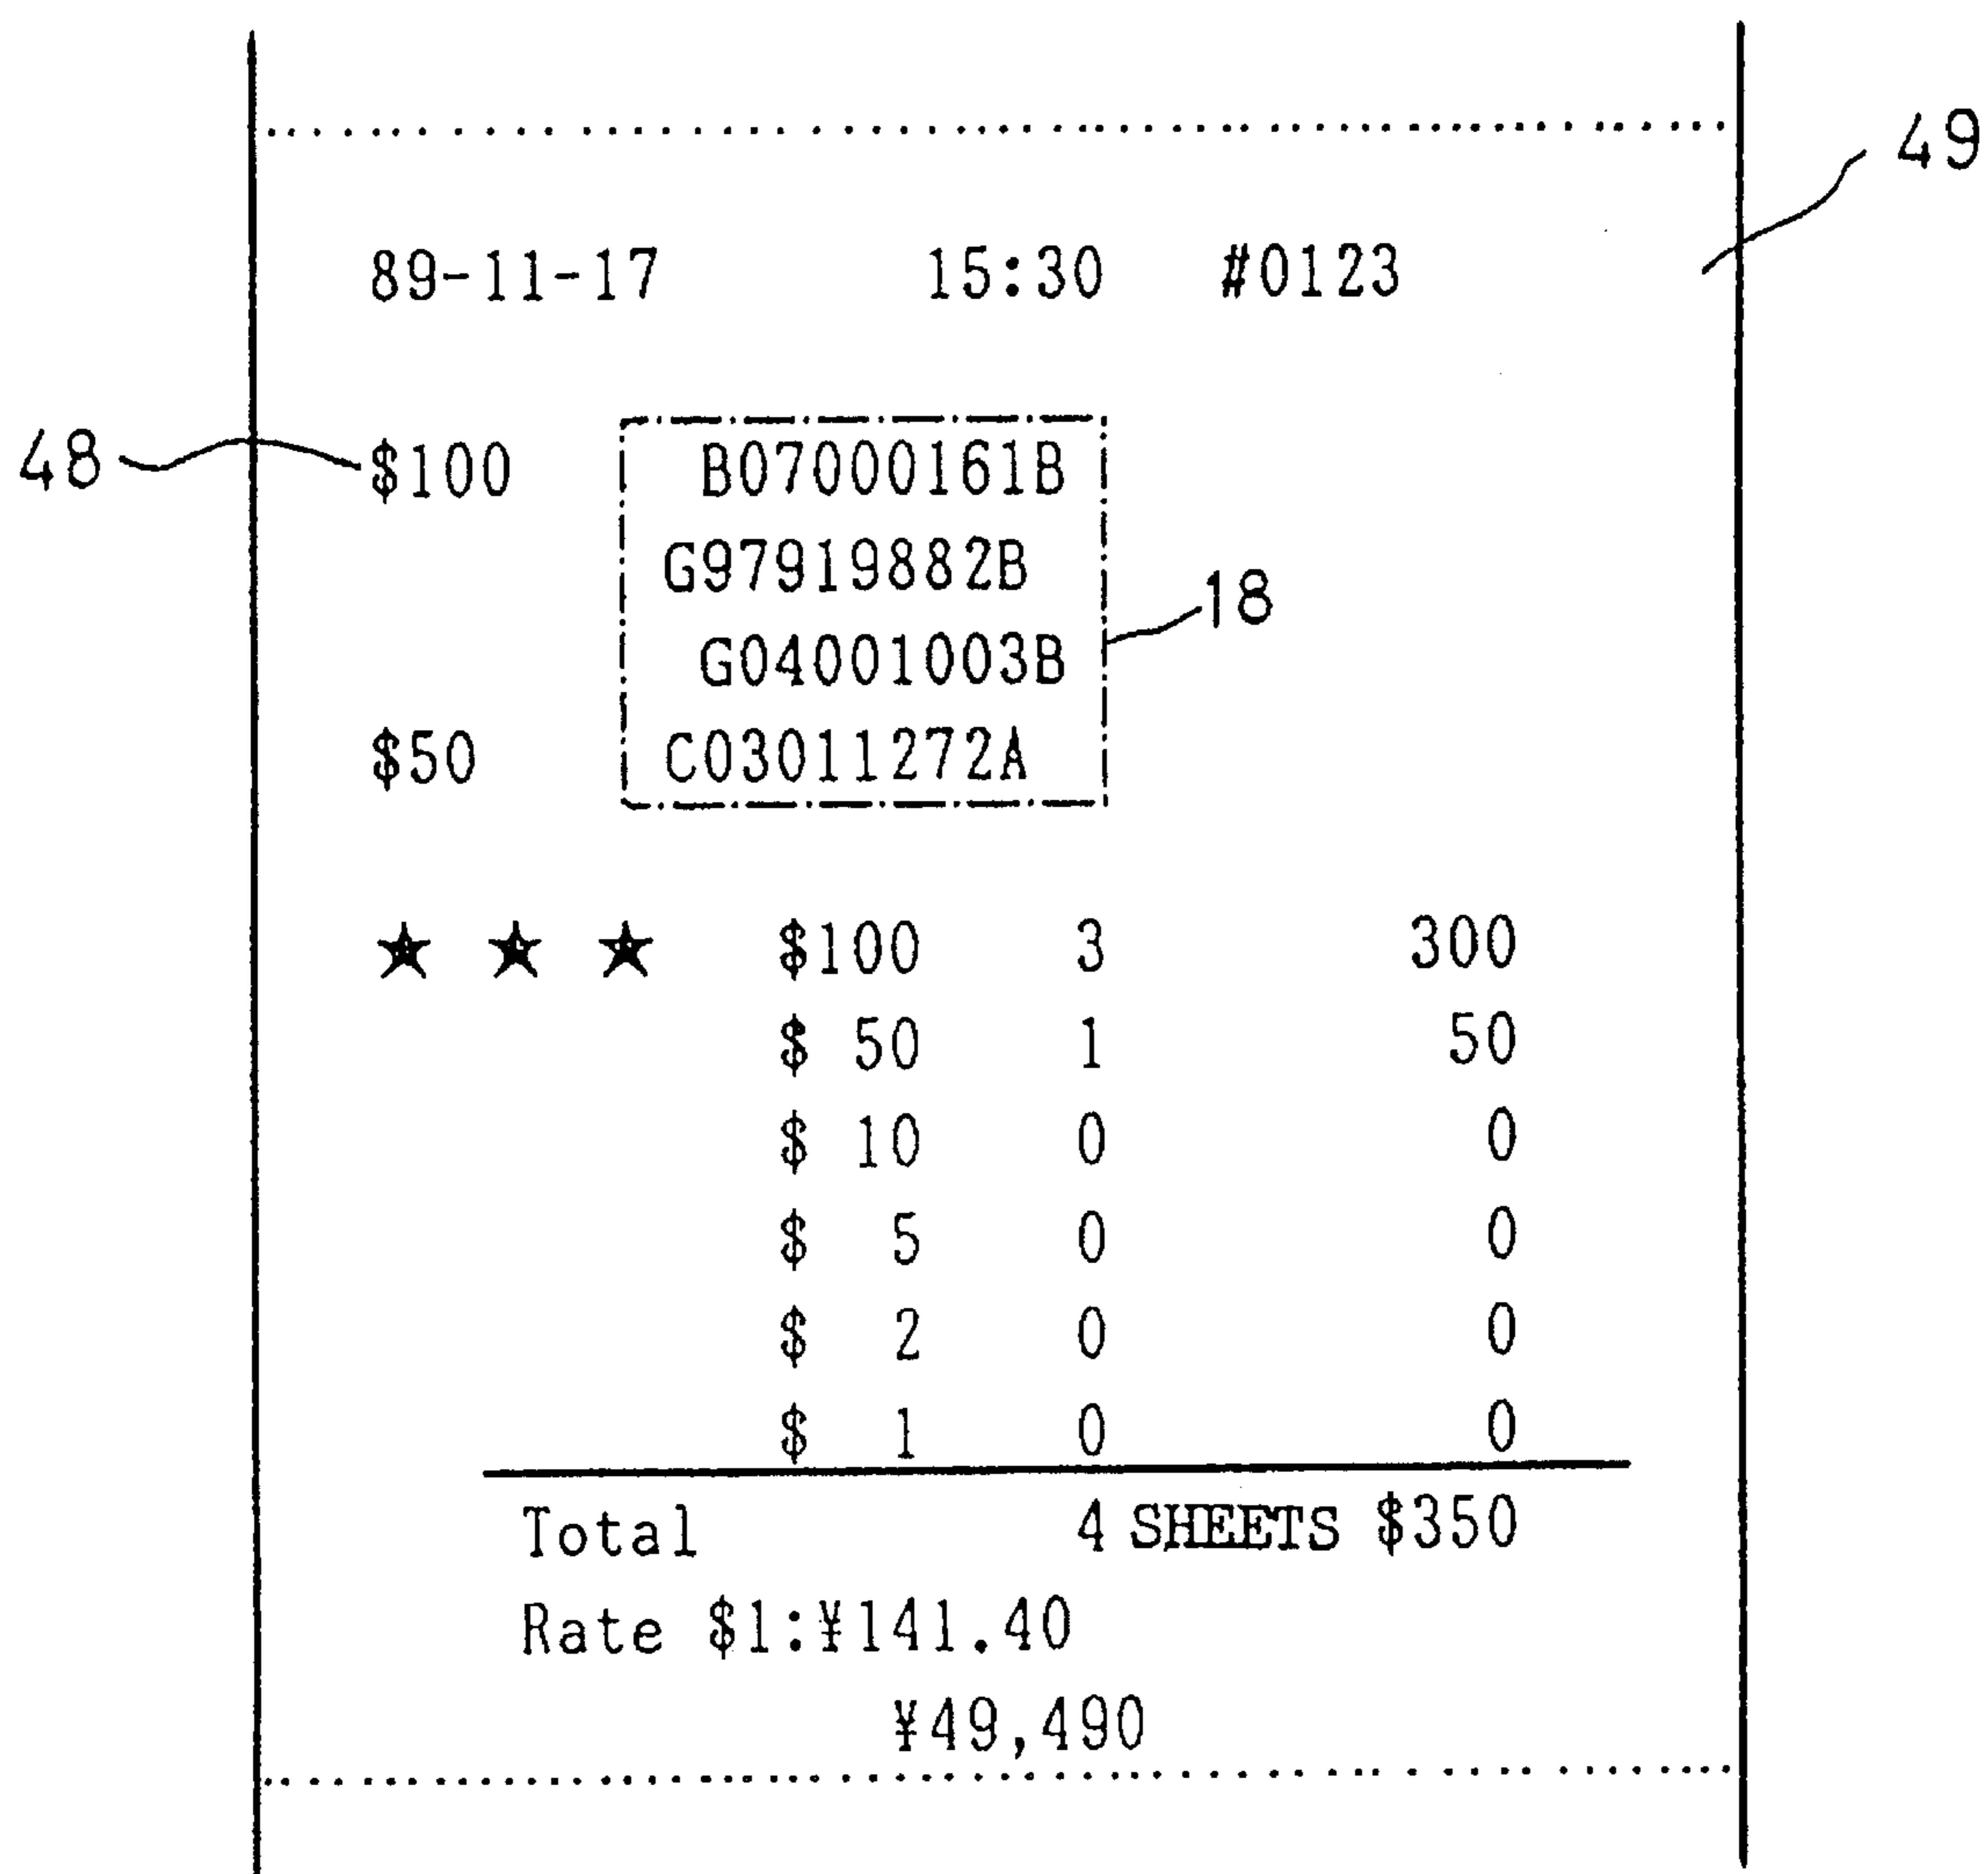 49
89-11-17 15:30 #0123
48 $100 B07000161B
G97919882B
18
G04001003B
$50 C03011272A
★ ★ ★ $100 3 300
$ 50 1 50
$ 10 0 0
$ 5 0 0
$ 2 0 0
$ 1 0 0
Total 4 SHEETS $350
Rate $1:¥141.40
¥49,490